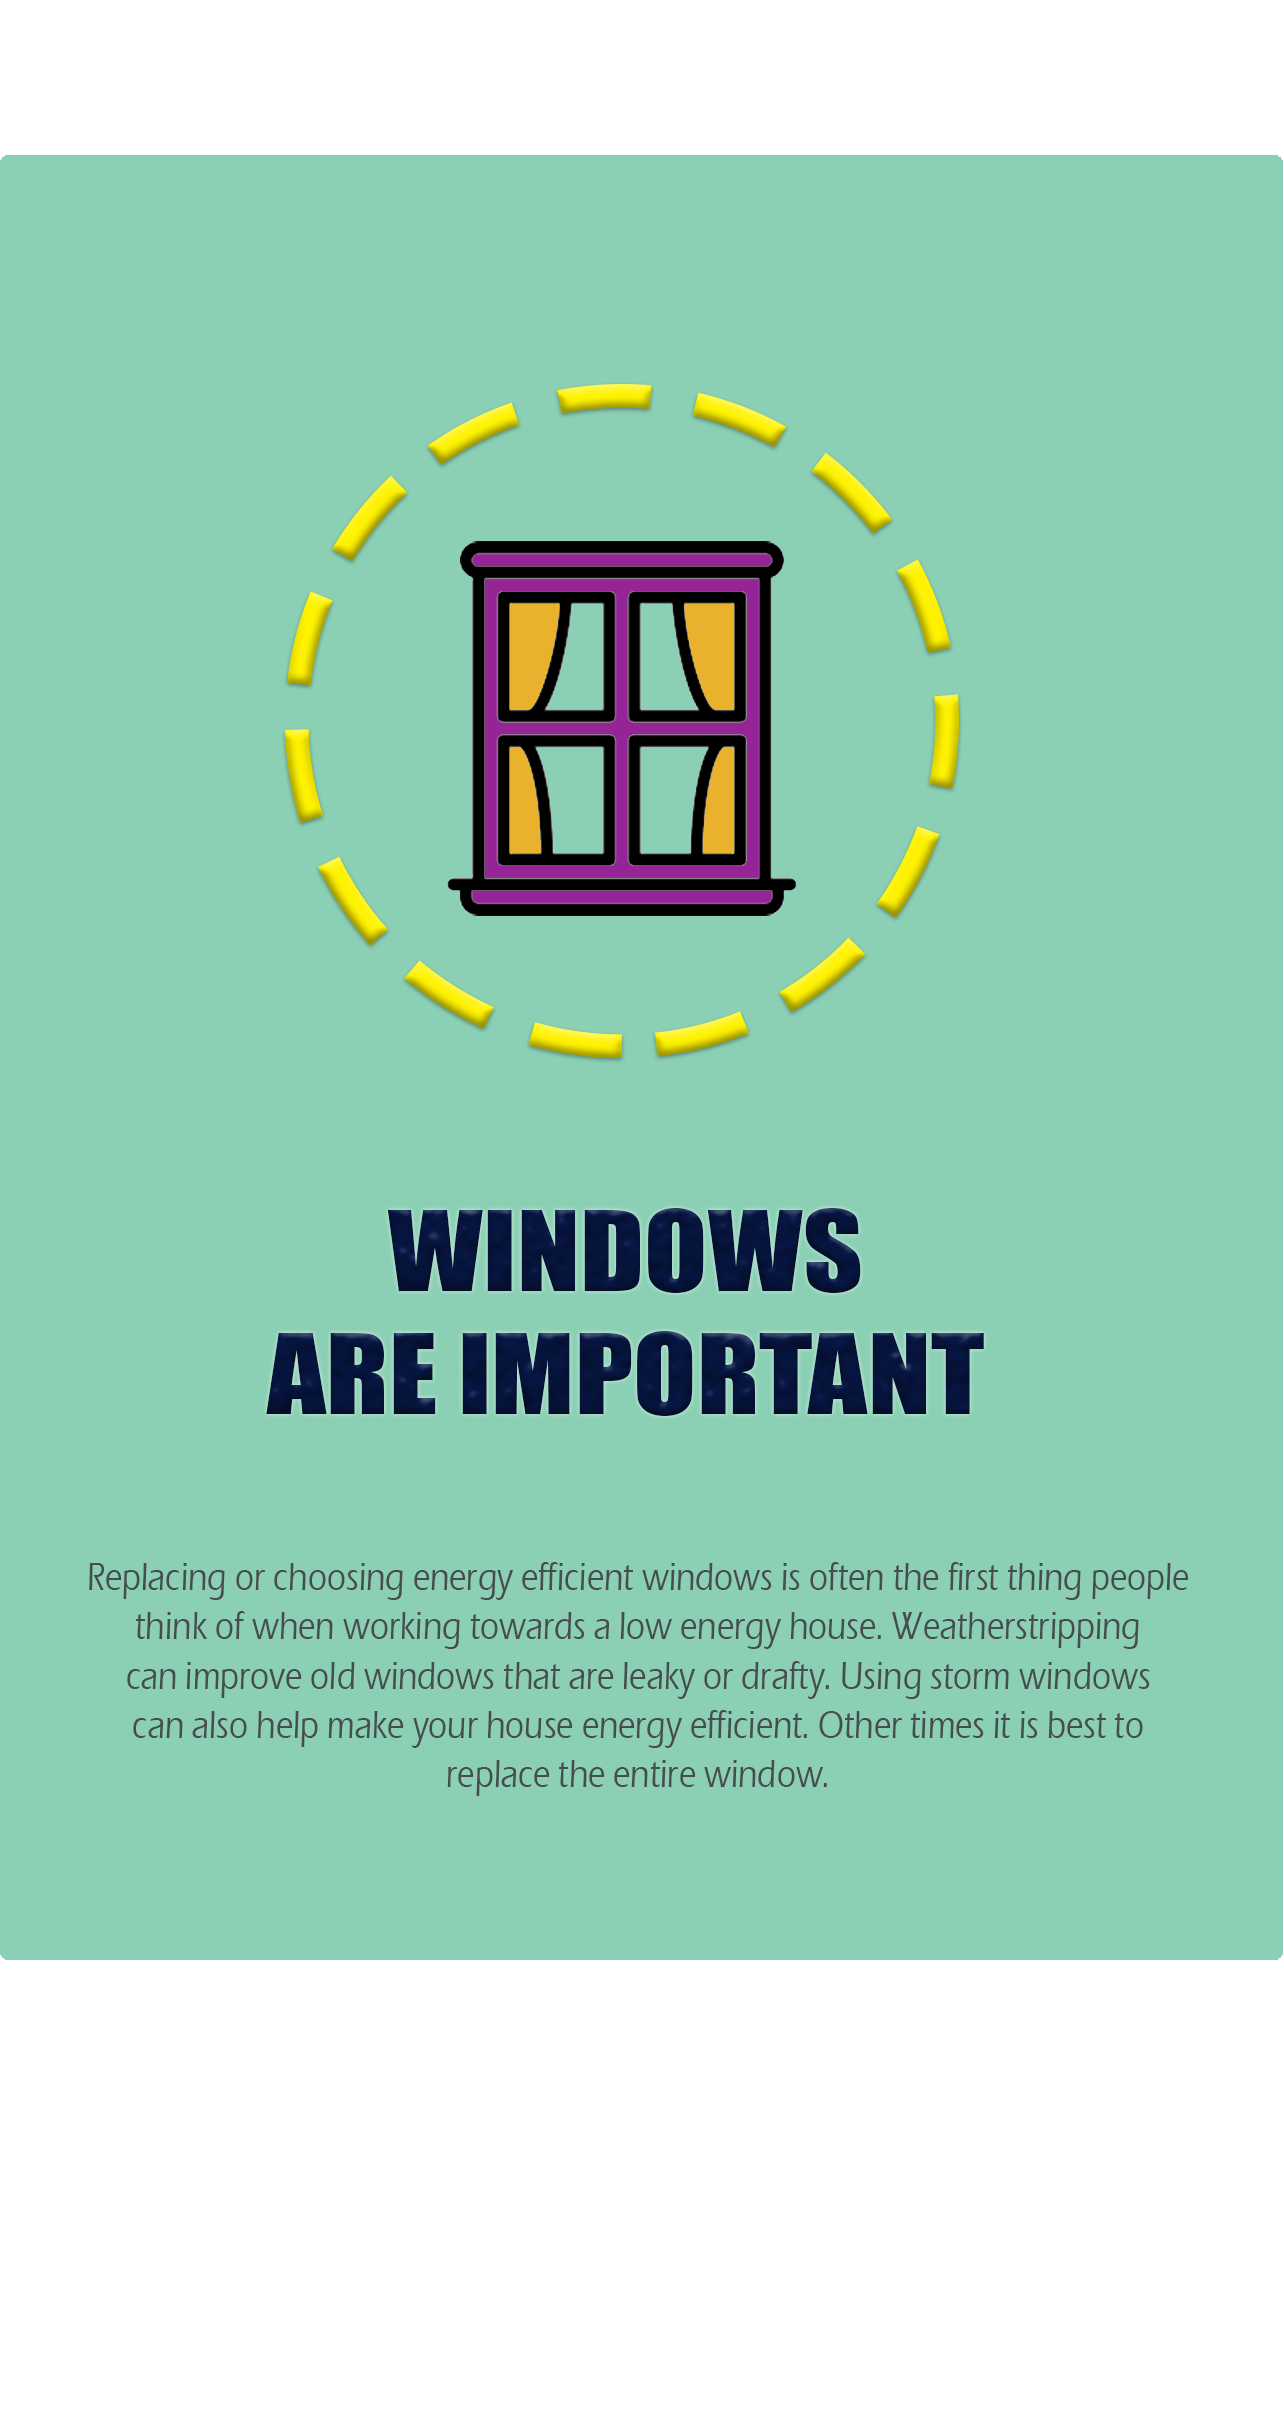 WINDOWS
ARE IMPORTANT
Replacing or choosing energy efficient windows is often the first thing people
think of when working towards a low energy house. Weatherstripping
can improve old windows that are leaky or drafty. Using storm windows
can also help make your house energy efficient. Other times it is best to
replace the entire window.